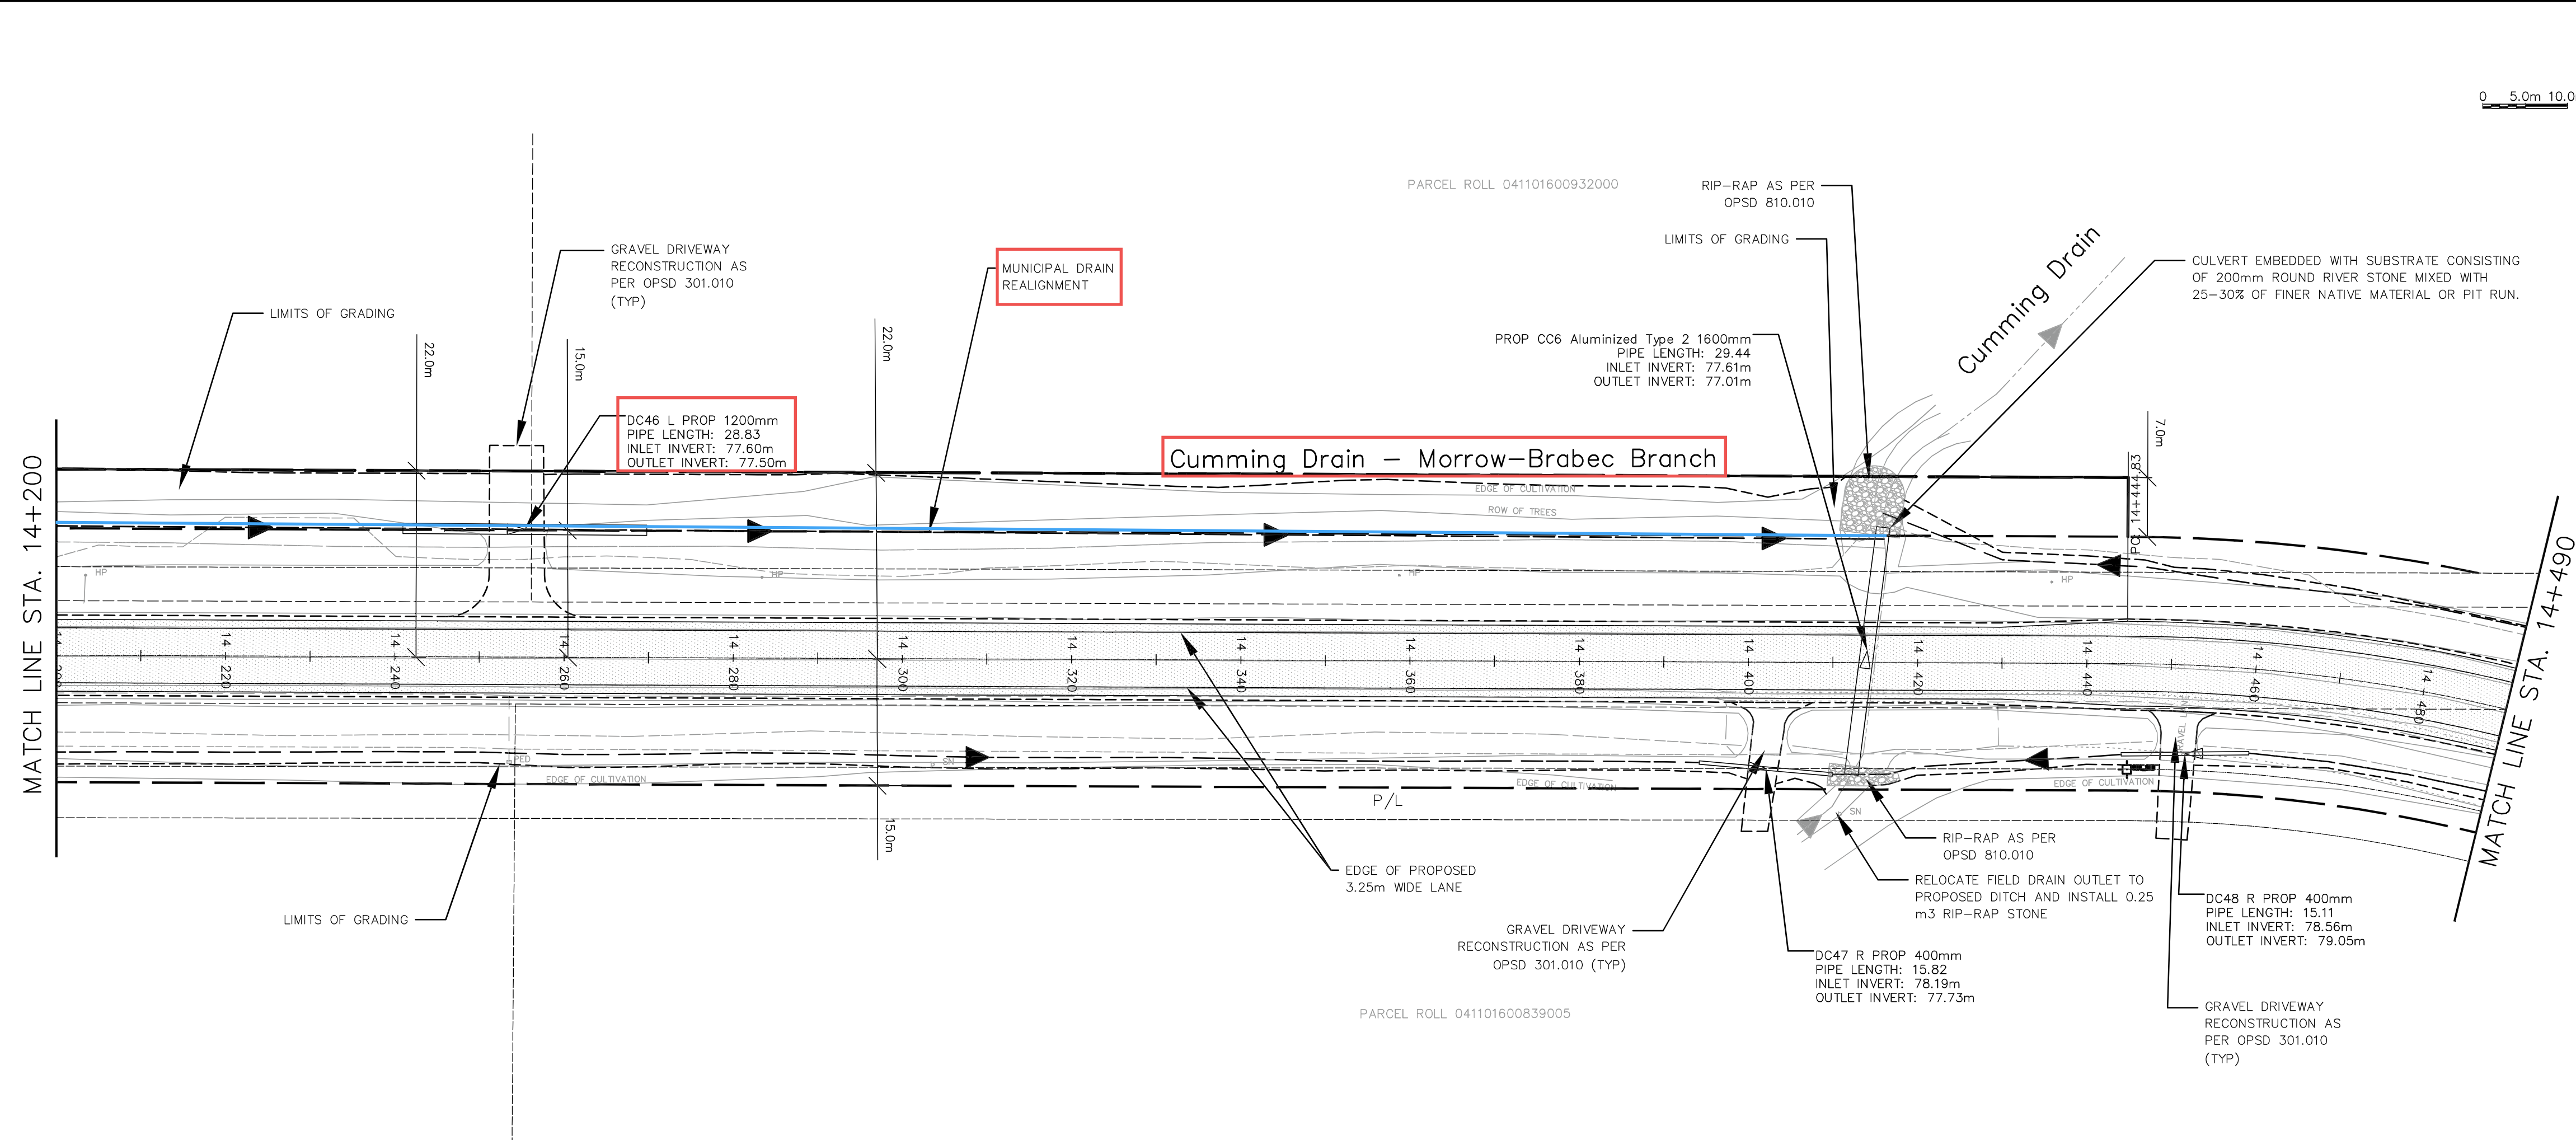 0 5.0m 10.0
PARCEL ROLL 041101600932000
RIP-RAP AS PER
OPSD 810.010
LIMITS OF GRADING
Cumming Drain
CULVERT EMBEDDED WITH SUBSTRATE CONSISTING
OF 200mm ROUND RIVER STONE MIXED WITH
25-30% OF FINER NATIVE MATERIAL OR PIT RUN.
GRAVEL DRIVEWAY
RECONSTRUCTION AS
PER OPSD 301.010
(TYP)
MUNICIPAL DRAIN
REALIGNMENT
LIMITS OF GRADING
22.0m
15.0m
22.0m
PROP CC6 Aluminized Type 2 1600mm
PIPE LENGTH: 29.44
INLET INVERT: 77.61m
OUTLET INVERT: 77.01m
DC46 L PROP 1200mm
PIPE LENGTH: 28.83
INLET INVERT: 77.60m
OUTLET INVERT: 77.50m
Cumming Drain - Morrow-Brabec Branch
7.0m
14+444.83
MATCH LINE STA. 14+200
EDGE OF CULTIVATION
ROW OF TREES
HP
HP
HP
HP
MATCH LINE STA. 14+490
14+220
14+240
14+260
14+280
14+300
14+320
14+340
14+360
14+380
14+400
14+420
14+440
14+460
14+480
GRAVEL
PED
SN
EDGE OF CULTIVATION
EDGE OF CULTIVATION
EDGE OF CULTIVATION
P/L
SN
15.0m
LIMITS OF GRADING
EDGE OF PROPOSED
3.25m WIDE LANE
RIP-RAP AS PER
OPSD 810.010
RELOCATE FIELD DRAIN OUTLET TO
PROPOSED DITCH AND INSTALL 0.25
m3 RIP-RAP STONE
DC48 R PROP 400mm
PIPE LENGTH: 15.11
INLET INVERT: 78.56m
OUTLET INVERT: 79.05m
GRAVEL DRIVEWAY
RECONSTRUCTION AS PER
OPSD 301.010 (TYP)
DC47 R PROP 400mm
PIPE LENGTH: 15.82
INLET INVERT: 78.19m
OUTLET INVERT: 77.73m
PARCEL ROLL 041101600839005
GRAVEL DRIVEWAY
RECONSTRUCTION AS
PER OPSD 301.010
(TYP)